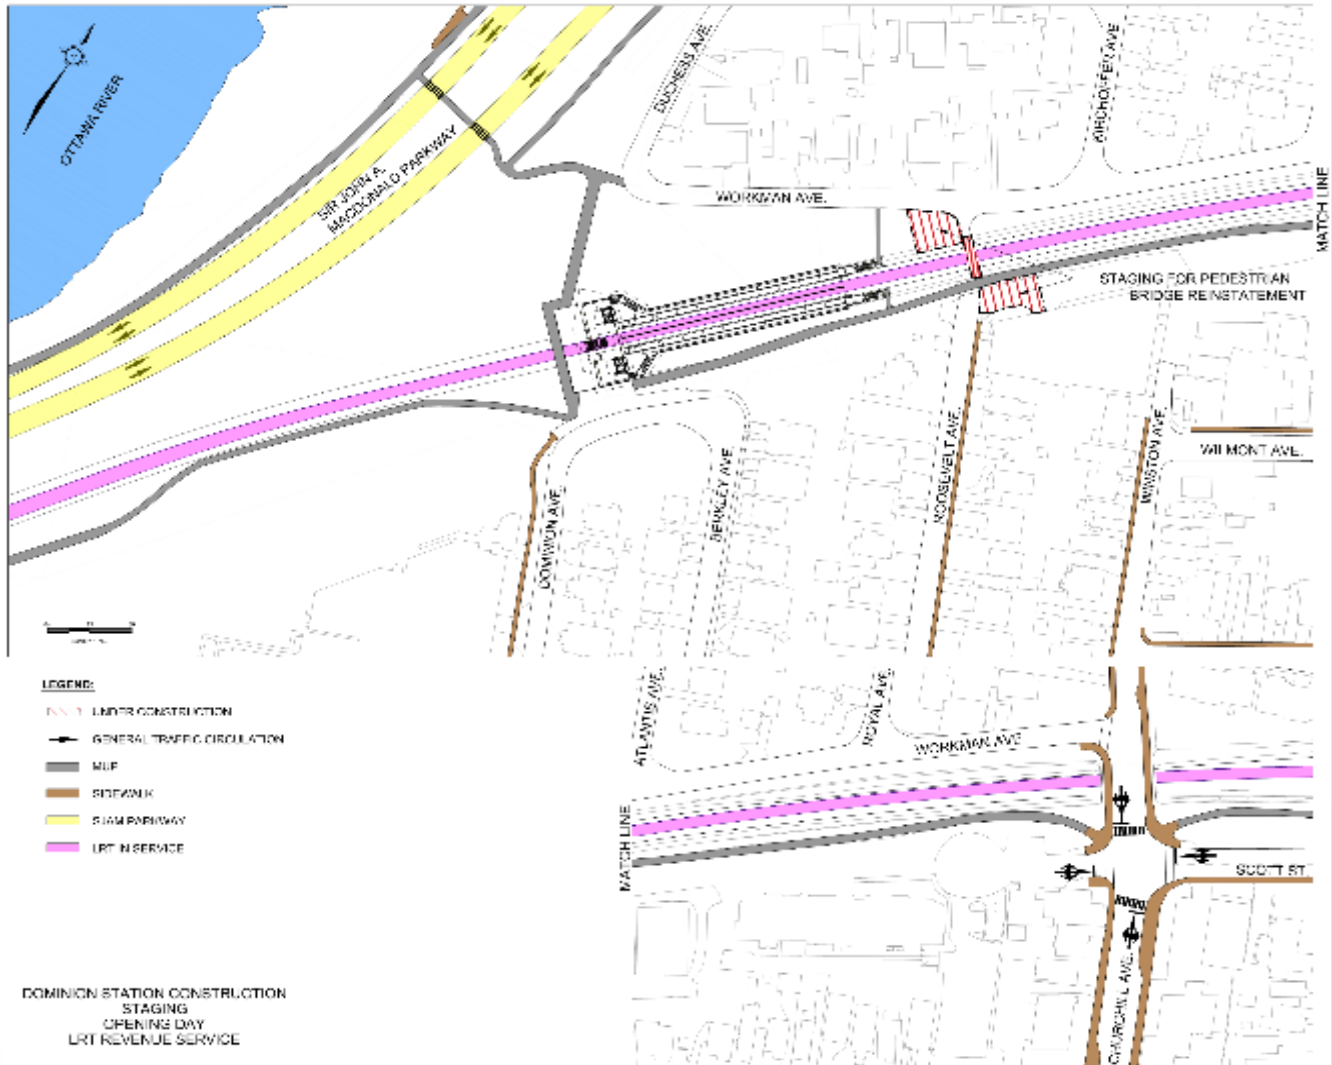 OTTAWA RIVER
SIR JOHN A.
MACDONALD PARKWAY
DUCHESS AVE.
KIRCHOFFER AVE
WORKMAN AVE.
MATCH LINE
STAGING FOR PEDESTRIAN
BRIDGE REINSTATEMENT
DOMINION AVE.
BERKLEY AVE
ROOSEVELT AVE.
WINSTON AVE.
WILMONT AVE.
LEGEND:
UNDER CONSTRUCTION
GENERAL TRAFFIC CIRCULATION
MUP
SIDEWALK
SJAM PARKWAY
LRT IN SERVICE
ATLANTIS AVE.
ROYAL AVE.
WORKMAN AVE
MATCH LINE
SCOTT ST.
CHURCHILL AVE.
DOMINION STATION CONSTRUCTION
STAGING
OPENING DAY
LRT REVENUE SERVICE